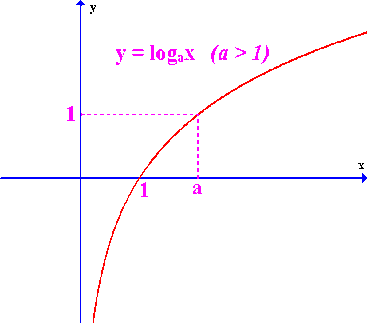 y
y = logₐx (a > 1)
1
x
1
a